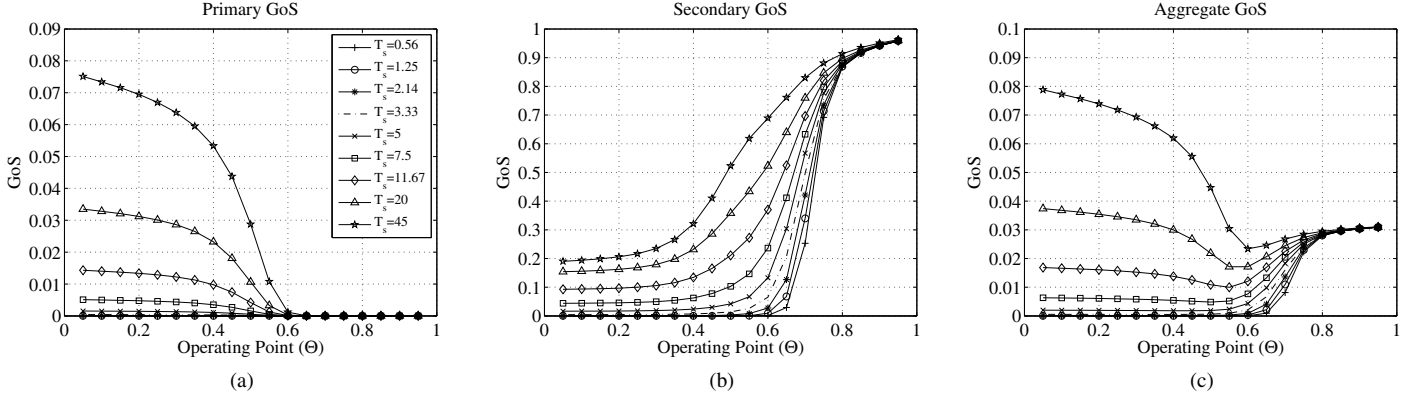 Primary GoS
0.09
0.08
0.07
0.06
0.05
0.04
0.03
0.02
0.01
0
GoS
T_s=0.56
T_s=1.25
T_s=2.14
T_s=3.33
T_s=5
T_s=7.5
T_s=11.67
T_s=20
T_s=45
0 0.2 0.4 0.6 0.8 1
Operating Point (Θ)
(a)
Secondary GoS
1
0.9
0.8
0.7
0.6
0.5
0.4
0.3
0.2
0.1
0
GoS
0 0.2 0.4 0.6 0.8 1
Operating Point (Θ)
(b)
Aggregate GoS
0.1
0.09
0.08
0.07
0.06
0.05
0.04
0.03
0.02
0.01
0
GoS
0 0.2 0.4 0.6 0.8 1
Operating Point (Θ)
(c)